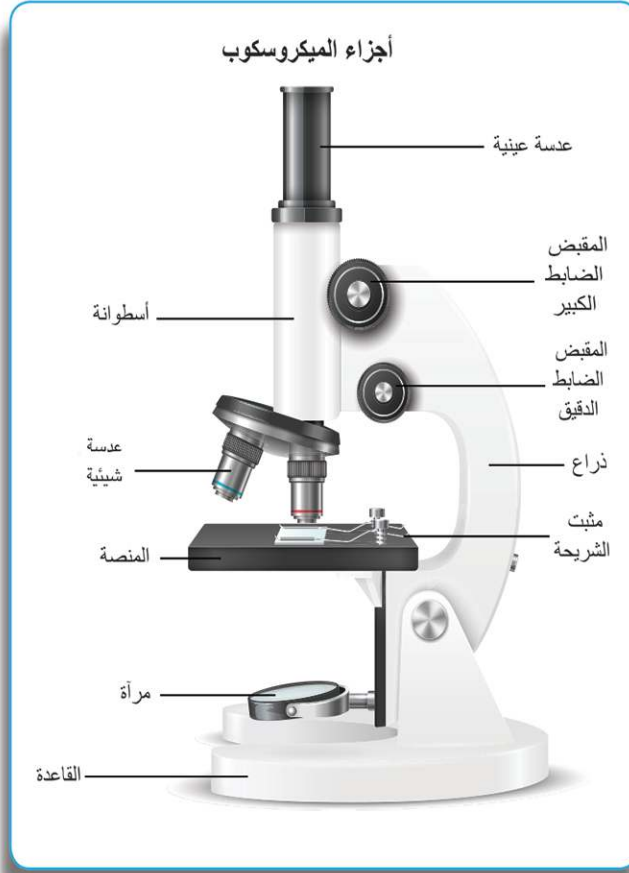 أجزاء الميكروسكوب
عدسة عينية
المقبض
الضابط
الكبير
أسطوانة
المقبض
الضابط
الدقيق
عدسة
شيئية
ذراع
مثبت
الشريحة
المنصة
مرآة
القاعدة